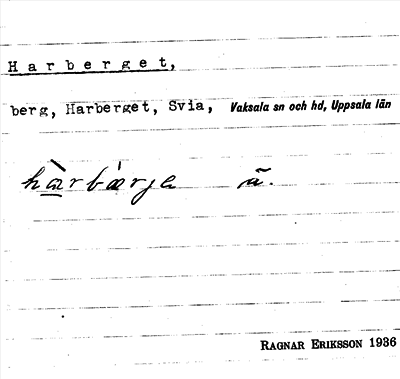 Harberget,
berg, Harberget, Svia, Vaksala sn och hd, Uppsala län
hàrbärje ã.
RAGNAR ERIKSSON 1936